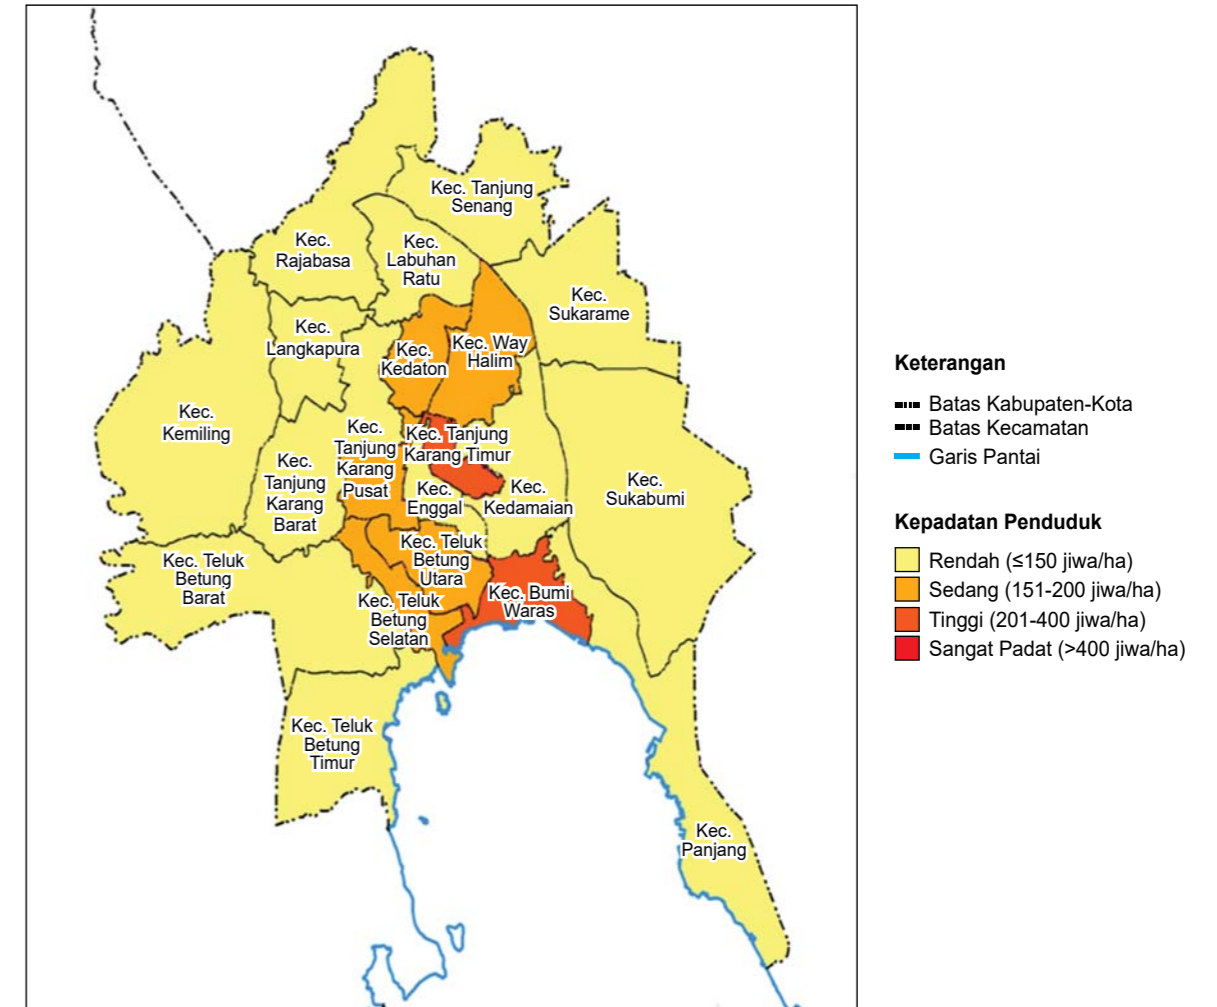 Kec. Tanjung
Senang
Kec.
Rajabasa
Kec.
Labuhan
Ratu
Kec.
Sukarame
Kec.
Langkapura
Kec.
Kedaton
Kec. Way
Halim
Kec.
Kemiling
Kec.
Tanjung
Karang
Pusat
Kec. Tanjung
Karang Timur
Kec.
Tanjung
Karang
Barat
Kec.
Enggal
Kec.
Kedamaian
Kec.
Sukabumi
Kec. Teluk
Betung
Barat
Kec. Teluk
Betung
Utara
Kec. Teluk
Betung
Selatan
Kec. Bumi
Waras
Kec. Teluk
Betung
Timur
Kec.
Panjang
Keterangan
Batas Kabupaten-Kota
Batas Kecamatan
Garis Pantai
Kepadatan Penduduk
Rendah (≤150 jiwa/ha)
Sedang (151-200 jiwa/ha)
Tinggi (201-400 jiwa/ha)
Sangat Padat (>400 jiwa/ha)